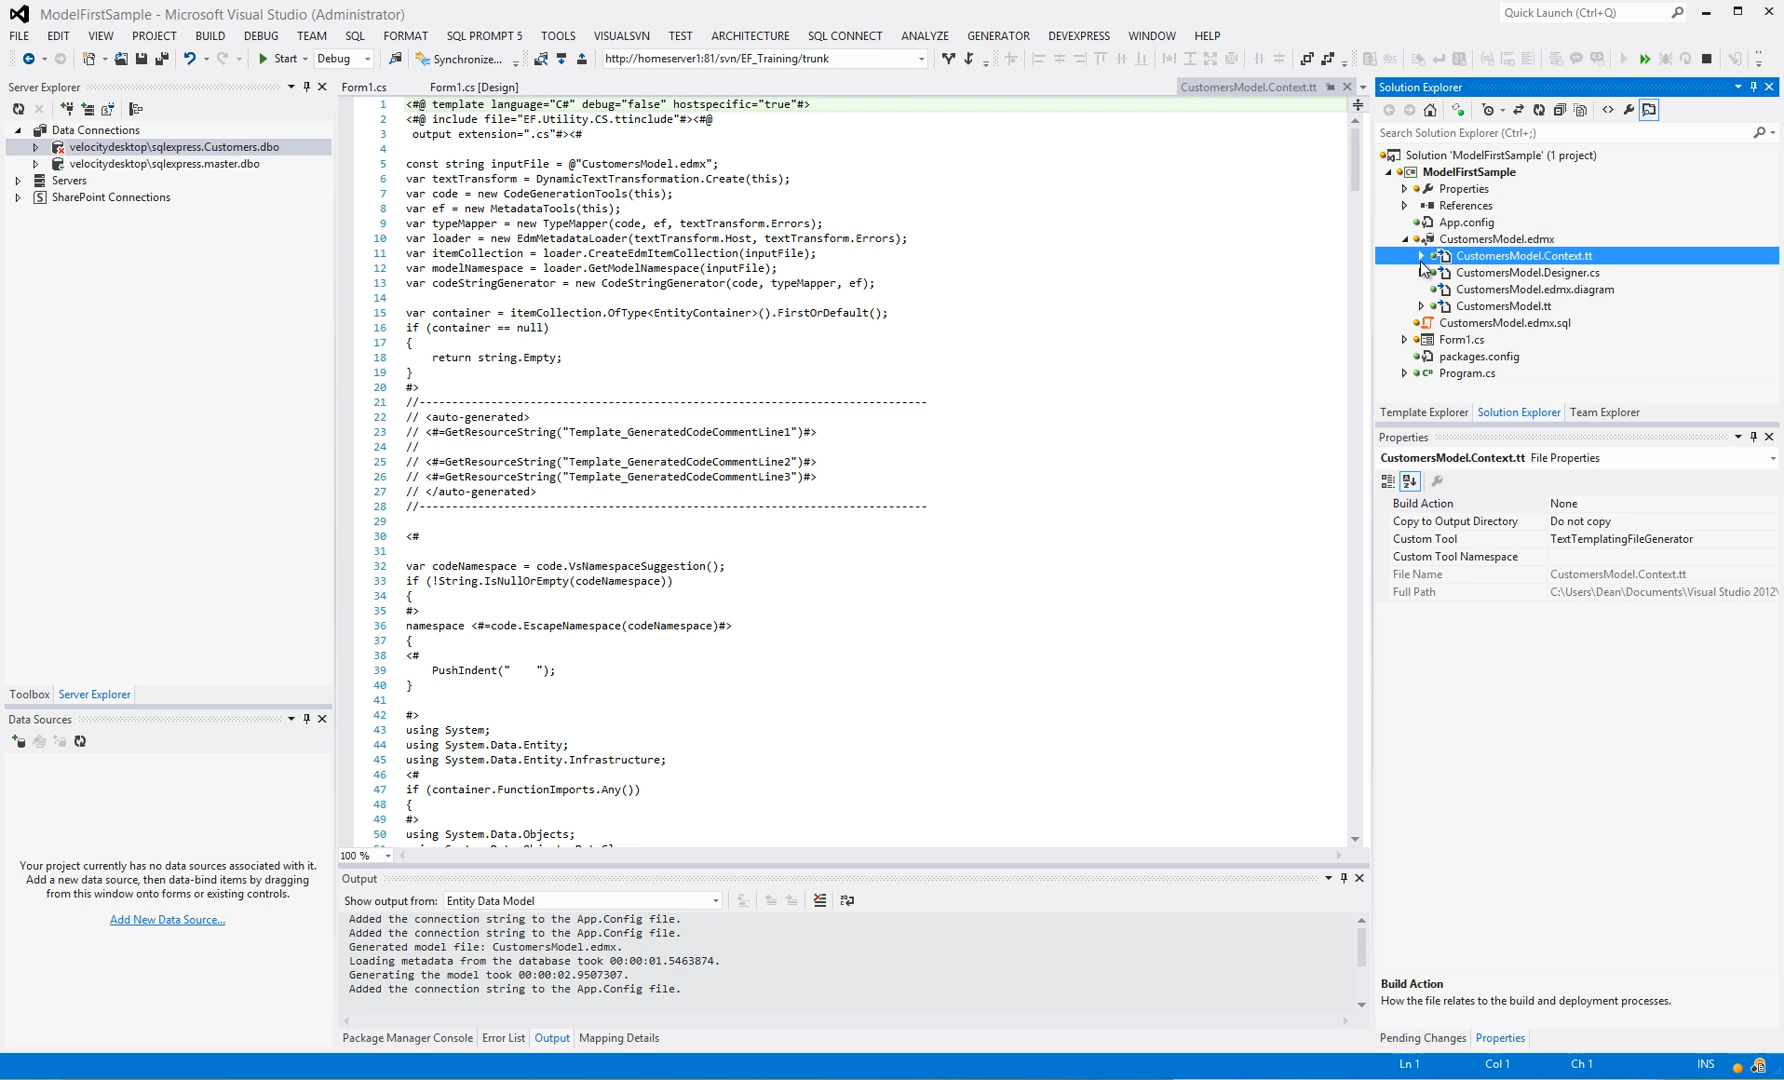 ModelFirstSample - Microsoft Visual Studio (Administrator)
Quick Launch (Ctrl+Q)
FILE EDIT VIEW PROJECT BUILD DEBUG TEAM SQL FORMAT SQL PROMPT 5 TOOLS VISUALSVN TEST ARCHITECTURE SQL CONNECT ANALYZE GENERATOR DEVEXPRESS WINDOW HELP
Start Debug Synchronize... http://homeserver1:81/svn/EF_Training/trunk
Server Explorer
Data Connections
velocitydesktop\sqlexpress.Customers.dbo
velocitydesktop\sqlexpress.master.dbo
Servers
SharePoint Connections
Toolbox Server Explorer
Data Sources
Your project currently has no data sources associated with it.
Add a new data source, then data-bind items by dragging
from this window onto forms or existing controls.
Add New Data Source...
Form1.cs Form1.cs [Design] CustomersModel.Context.tt
1 <#@ template language="C#" debug="false" hostspecific="true"#>
2 <#@ include file="EF.Utility.CS.ttinclude"#><#@
3 output extension=".cs"#><#
4
5 const string inputFile = @"CustomersModel.edmx";
6 var textTransform = DynamicTextTransformation.Create(this);
7 var code = new CodeGenerationTools(this);
8 var ef = new MetadataTools(this);
9 var typeMapper = new TypeMapper(code, ef, textTransform.Errors);
10 var loader = new EdmMetadataLoader(textTransform.Host, textTransform.Errors);
11 var itemCollection = loader.CreateEdmItemCollection(inputFile);
12 var modelNamespace = loader.GetModelNamespace(inputFile);
13 var codeStringGenerator = new CodeStringGenerator(code, typeMapper, ef);
14
15 var container = itemCollection.OfType<EntityContainer>().FirstOrDefault();
16 if (container == null)
17 {
18 return string.Empty;
19 }
20 #>
21 //------------------------------------------------------------------------------
22 // <auto-generated>
23 // <#=GetResourceString("Template_GeneratedCodeCommentLine1")#>
24 //
25 // <#=GetResourceString("Template_GeneratedCodeCommentLine2")#>
26 // <#=GetResourceString("Template_GeneratedCodeCommentLine3")#>
27 // </auto-generated>
28 //------------------------------------------------------------------------------
29
30 <#
31
32 var codeNamespace = code.VsNamespaceSuggestion();
33 if (!String.IsNullOrEmpty(codeNamespace))
34 {
35 #>
36 namespace <#=code.EscapeNamespace(codeNamespace)#>
37 {
38 <#
39 PushIndent("    ");
40 }
41
42 #>
43 using System;
44 using System.Data.Entity;
45 using System.Data.Entity.Infrastructure;
46 <#
47 if (container.FunctionImports.Any())
48 {
49 #>
50 using System.Data.Objects;
100 %
Output
Show output from: Entity Data Model
Added the connection string to the App.Config file.
Added the connection string to the App.Config file.
Generated model file: CustomersModel.edmx.
Loading metadata from the database took 00:00:01.5463874.
Generating the model took 00:00:02.9507307.
Added the connection string to the App.Config file.
Package Manager Console Error List Output Mapping Details
Solution Explorer
Search Solution Explorer (Ctrl+;)
Solution 'ModelFirstSample' (1 project)
ModelFirstSample
Properties
References
App.config
CustomersModel.edmx
CustomersModel.Context.tt
CustomersModel.Designer.cs
CustomersModel.edmx.diagram
CustomersModel.tt
CustomersModel.edmx.sql
Form1.cs
packages.config
Program.cs
Template Explorer Solution Explorer Team Explorer
Properties
CustomersModel.Context.tt File Properties
Build Action None
Copy to Output Directory Do not copy
Custom Tool TextTemplatingFileGenerator
Custom Tool Namespace
File Name CustomersModel.Context.tt
Full Path C:\Users\Dean\Documents\Visual Studio 2012\
Build Action
How the file relates to the build and deployment processes.
Pending Changes Properties
Ln 1 Col 1 Ch 1 INS